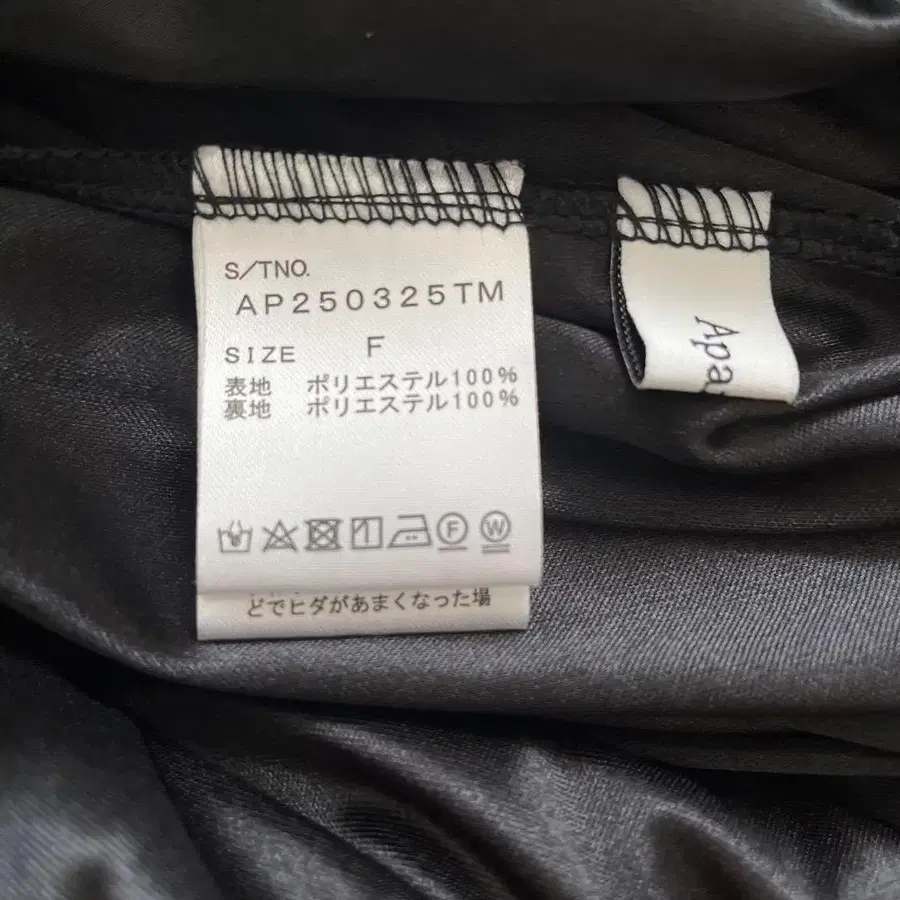 S/TNO.
AP250325TM
SIZE F
表地 ポリエステル100%
裏地 ポリエステル100%
F W
どでヒダがあまくなった場
Apa